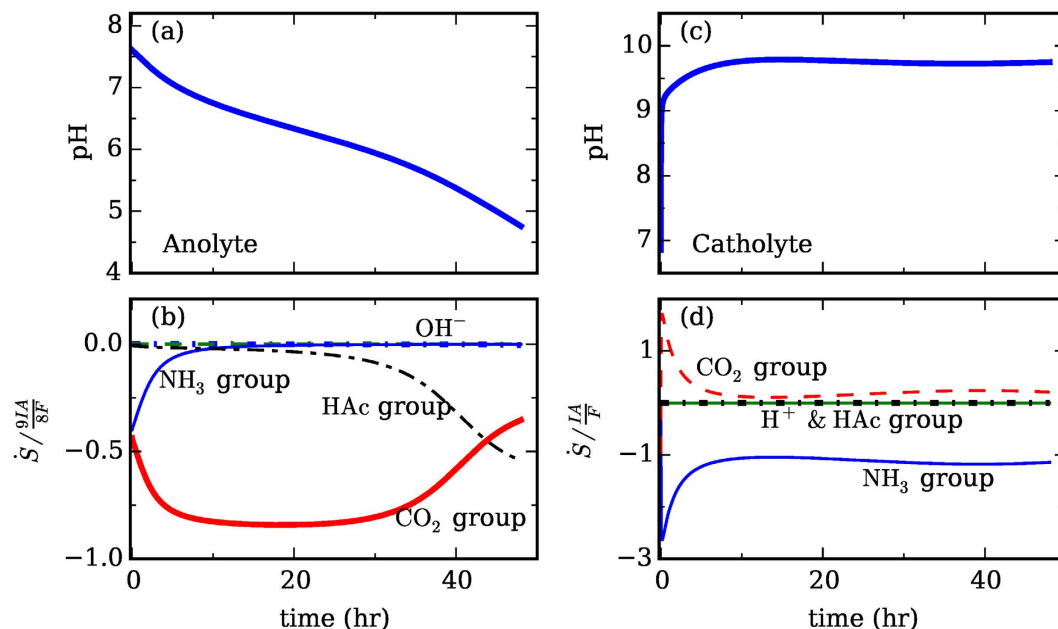 (a)
8
7
6
5
4
pH
Anolyte
(c)
10
9
8
7
pH
Catholyte
(b)
0.0
−0.5
−1.0
Ṡ / 9IA/8F
OH⁻
NH₃ group
HAc group
CO₂ group
0 20 40
time (hr)
(d)
1
−1
−3
Ṡ / IA/F
CO₂ group
H⁺ & HAc group
NH₃ group
0 20 40
time (hr)